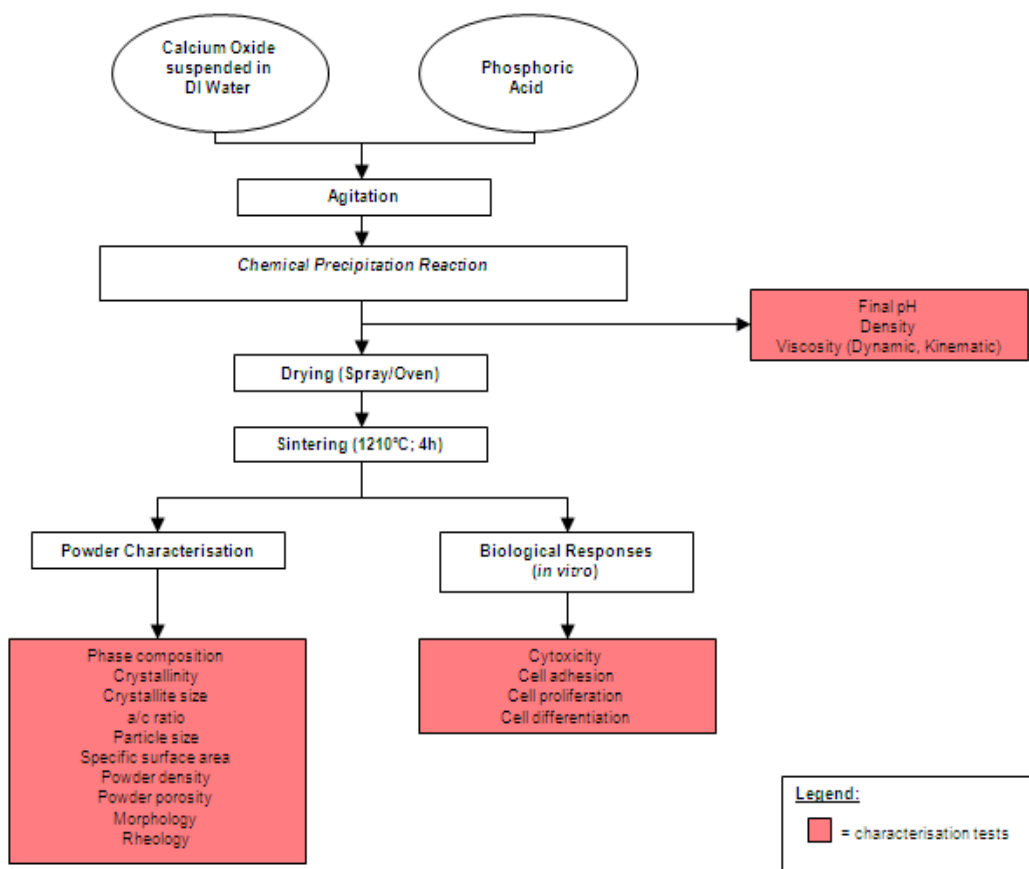 Calcium Oxide
suspended in
DI Water
Phosphoric
Acid
Agitation
Chemical Precipitation Reaction
Final pH
Density
Viscosity (Dynamic, Kinematic)
Drying (Spray/Oven)
Sintering (1210°C; 4h)
Powder Characterisation
Biological Responses
(in vitro)
Phase composition
Crystallinity
Crystallite size
a/c ratio
Particle size
Specific surface area
Powder density
Powder porosity
Morphology
Rheology
Cytoxicity
Cell adhesion
Cell proliferation
Cell differentiation
Legend:
= characterisation tests